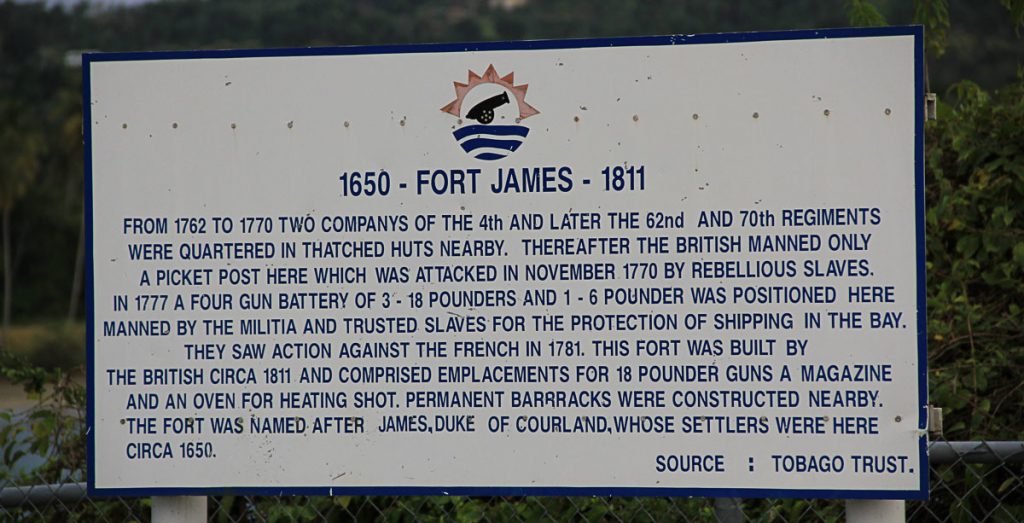 1650 - FORT JAMES - 1811
FROM 1762 TO 1770 TWO COMPANYS OF THE 4th AND LATER THE 62nd AND 70th REGIMENTS
WERE QUARTERED IN THATCHED HUTS NEARBY. THEREAFTER THE BRITISH MANNED ONLY
A PICKET POST HERE WHICH WAS ATTACKED IN NOVEMBER 1770 BY REBELLIOUS SLAVES.
IN 1777 A FOUR GUN BATTERY OF 3 - 18 POUNDERS AND 1 - 6 POUNDER WAS POSITIONED HERE
MANNED BY THE MILITIA AND TRUSTED SLAVES FOR THE PROTECTION OF SHIPPING IN THE BAY.
THEY SAW ACTION AGAINST THE FRENCH IN 1781. THIS FORT WAS BUILT BY
THE BRITISH CIRCA 1811 AND COMPRISED EMPLACEMENTS FOR 18 POUNDER GUNS A MAGAZINE
AND AN OVEN FOR HEATING SHOT. PERMANENT BARRRACKS WERE CONSTRUCTED NEARBY.
THE FORT WAS NAMED AFTER JAMES,DUKE OF COURLAND,WHOSE SETTLERS WERE HERE
CIRCA 1650.
SOURCE : TOBAGO TRUST.